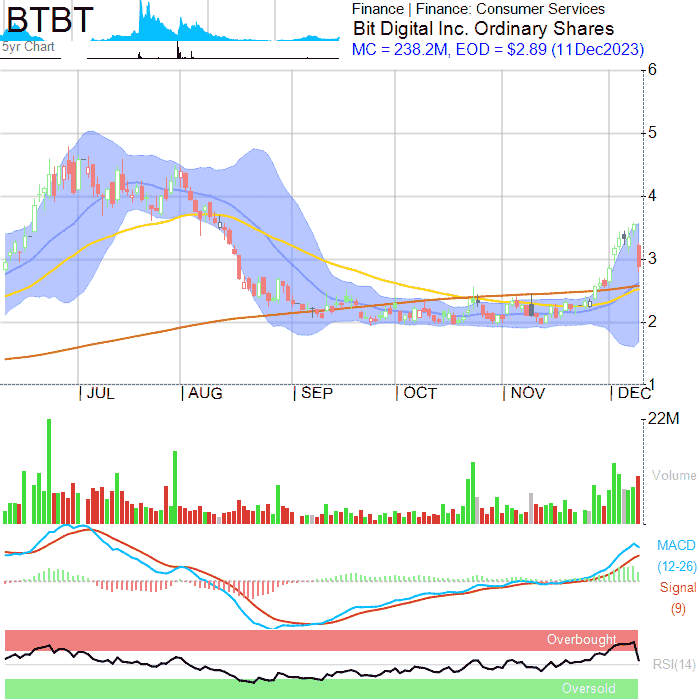 BTBT
5yr Chart
Finance | Finance: Consumer Services
Bit Digital Inc. Ordinary Shares
MC = 238.2M, EOD = $2.89 (11Dec2023)
6
5
4
3
2
1
JUL AUG SEP OCT NOV DEC
22M
Volume
MACD
(12-26)
Signal
(9)
Overbought
RSI(14)
Oversold